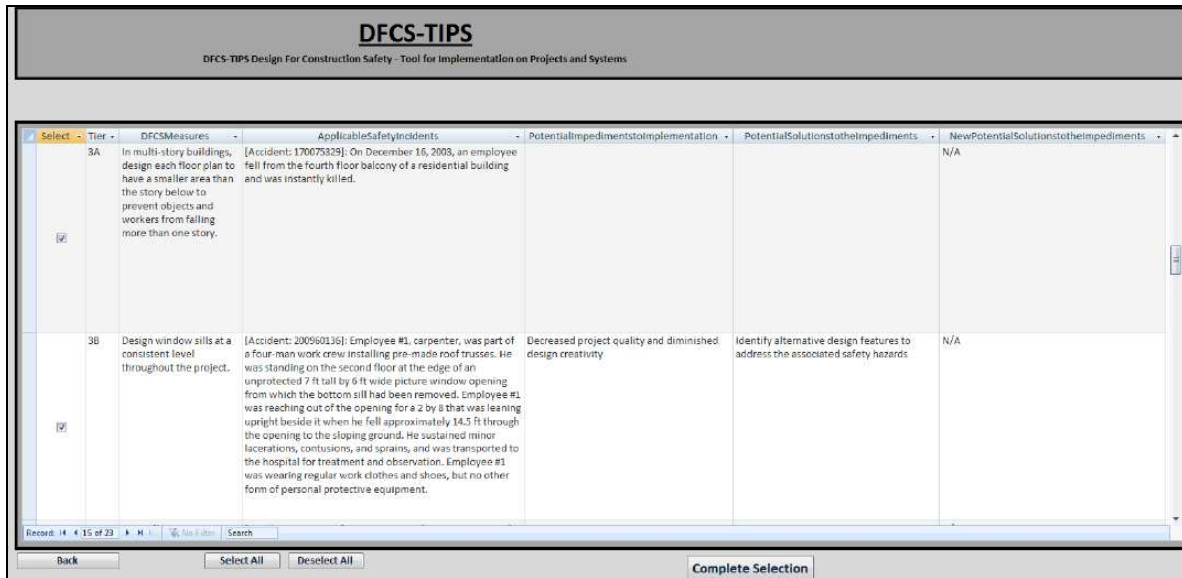 DFCS-TIPS
DFCS-TIPS Design For Construction Safety - Tool for Implementation on Projects and Systems
Select Tier DFCSMeasures ApplicableSafetyIncidents PotentialImpedimentstoImplementation PotentialSolutionstotheImpediments NewPotentialSolutionstotheImpediments
3A
In multi-story buildings,
design each floor plan to
have a smaller area than
the story below to
prevent objects and
workers from falling
more than one story.
[Accident: 170075329]: On December 16, 2003, an employee
fell from the fourth floor balcony of a residential building
and was instantly killed.
N/A
3B
Design window sills at a
consistent level
throughout the project.
[Accident: 200960136]: Employee #1, carpenter, was part of
a four-man work crew installing pre-made roof trusses. He
was standing on the second floor at the edge of an
unprotected 7 ft tall by 6 ft wide picture window opening
from which the bottom sill had been removed. Employee #1
was reaching out of the opening for a 2 by 8 that was leaning
upright beside it when he fell approximately 14.5 ft through
the opening to the sloping ground. He sustained minor
lacerations, contusions, and sprains, and was transported to
the hospital for treatment and observation. Employee #1
was wearing regular work clothes and shoes, but no other
form of personal protective equipment.
Decreased project quality and diminished
design creativity
Identify alternative design features to
address the associated safety hazards
N/A
Record: 15 of 23 No Filter Search
Back Select All Deselect All Complete Selection